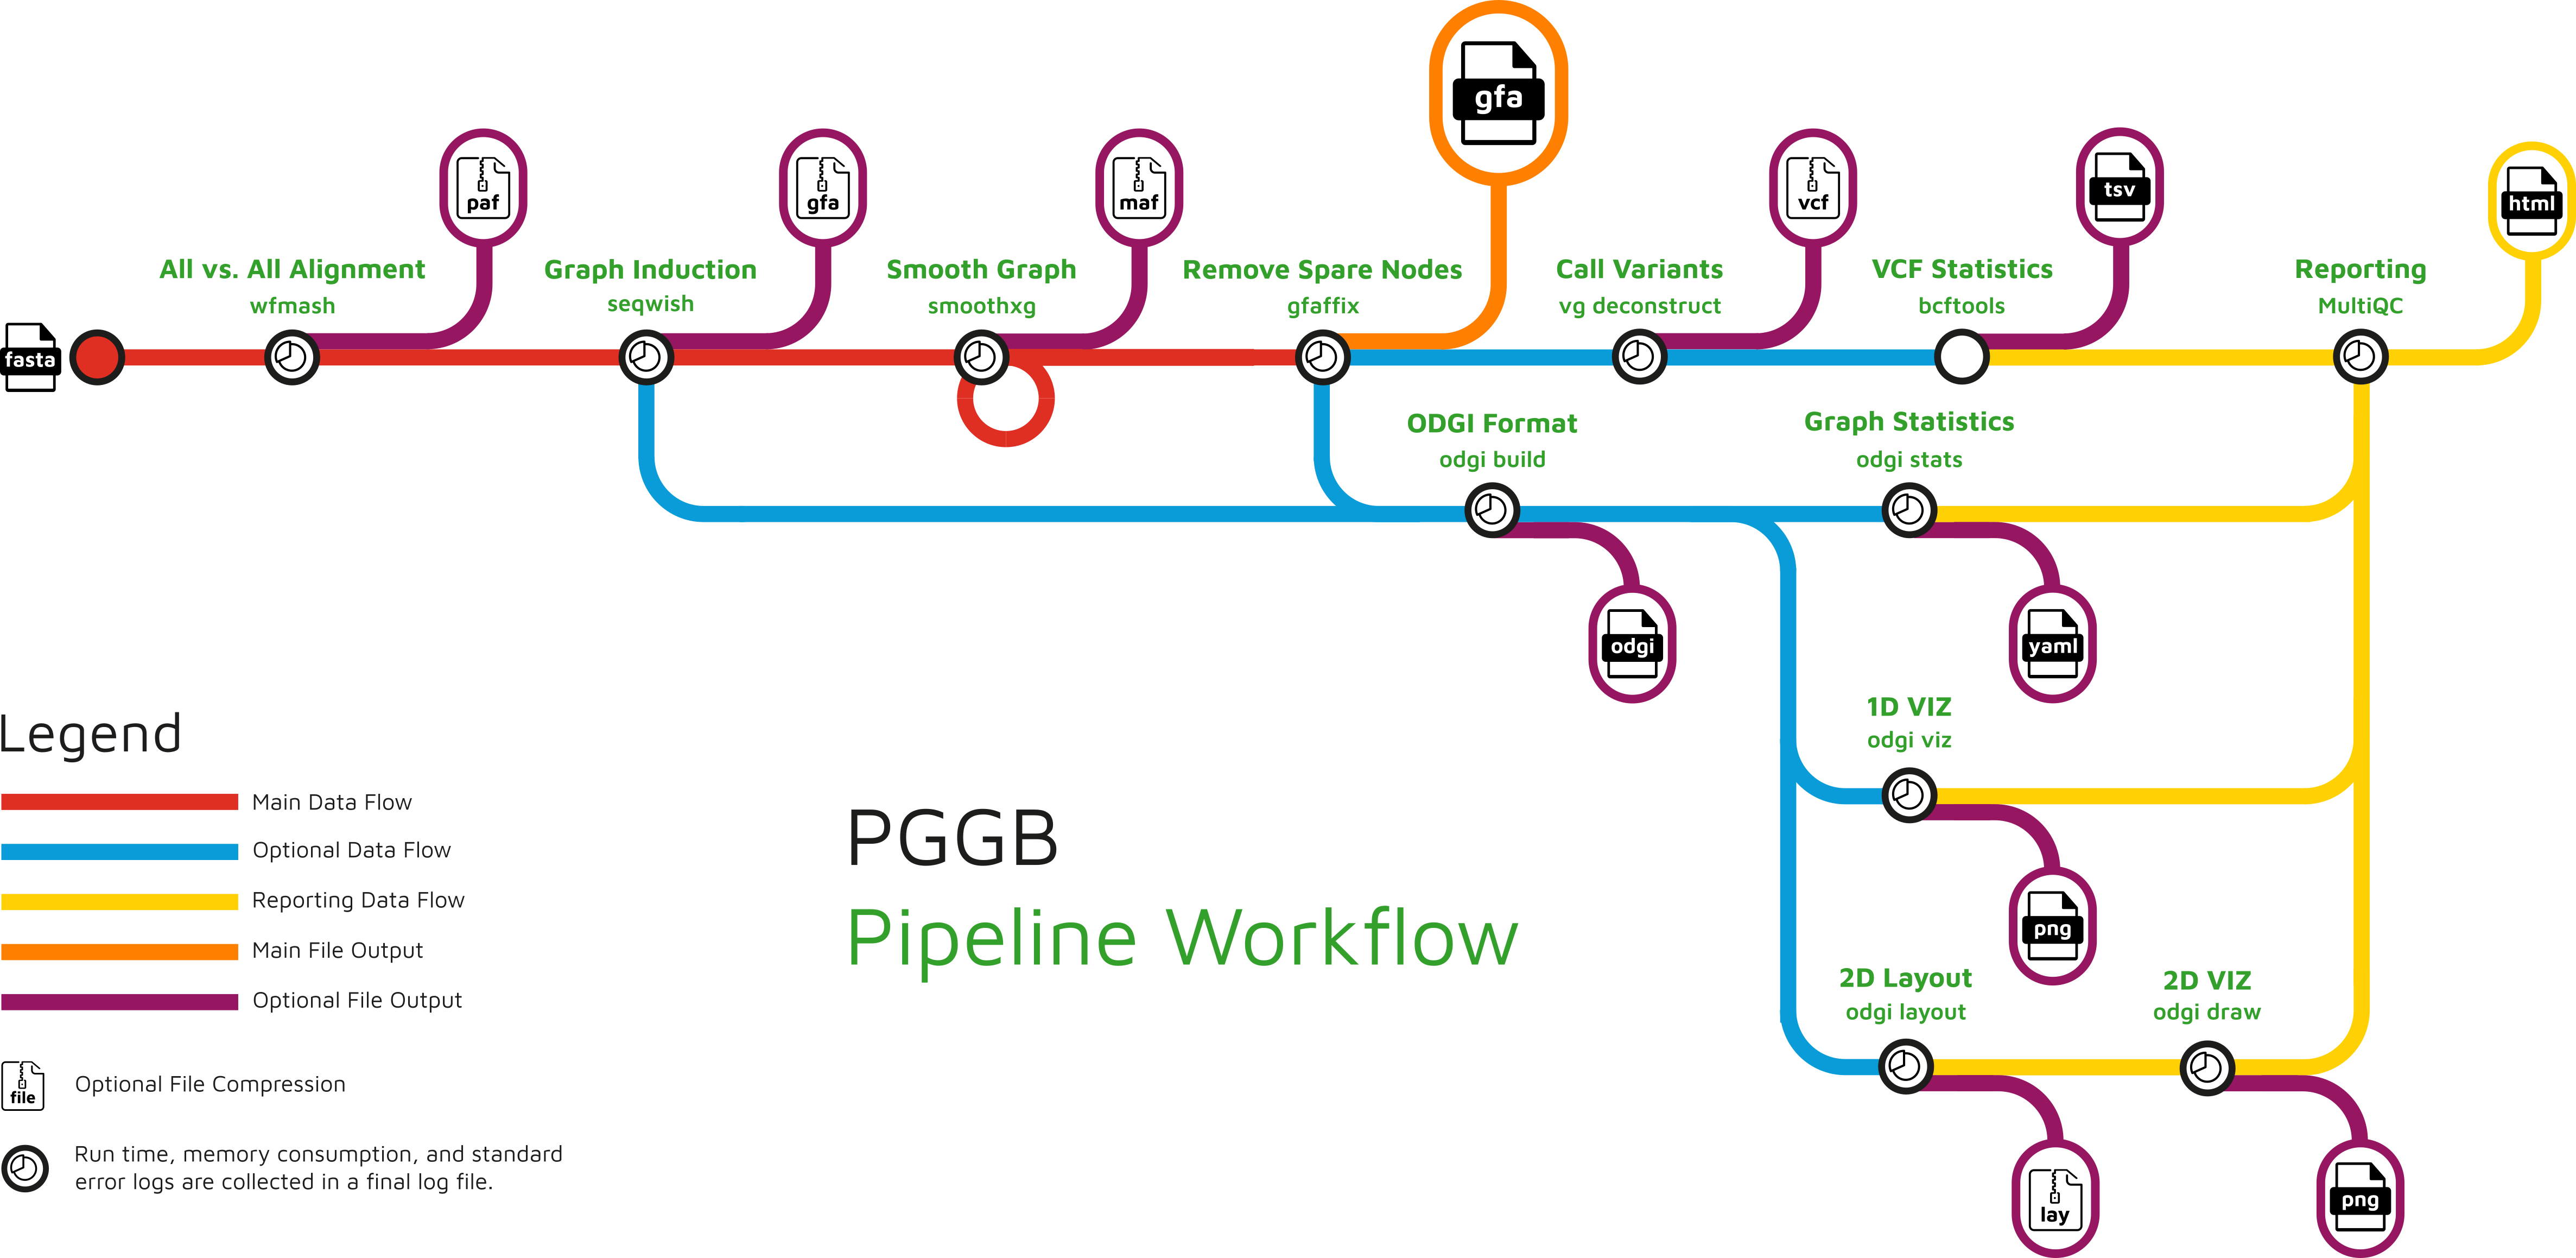 gfa
paf
gfa
maf
vcf
tsv
html
All vs. All Alignment
wfmash
Graph Induction
seqwish
Smooth Graph
smoothxg
Remove Spare Nodes
gfaffix
Call Variants
vg deconstruct
VCF Statistics
bcftools
Reporting
MultiQC
fasta
ODGI Format
odgi build
Graph Statistics
odgi stats
odgi
yaml
1D VIZ
odgi viz
png
2D Layout
odgi layout
2D VIZ
odgi draw
lay
png
PGGB
Pipeline Workflow
Legend
Main Data Flow
Optional Data Flow
Reporting Data Flow
Main File Output
Optional File Output
file
Optional File Compression
Run time, memory consumption, and standard
error logs are collected in a final log file.